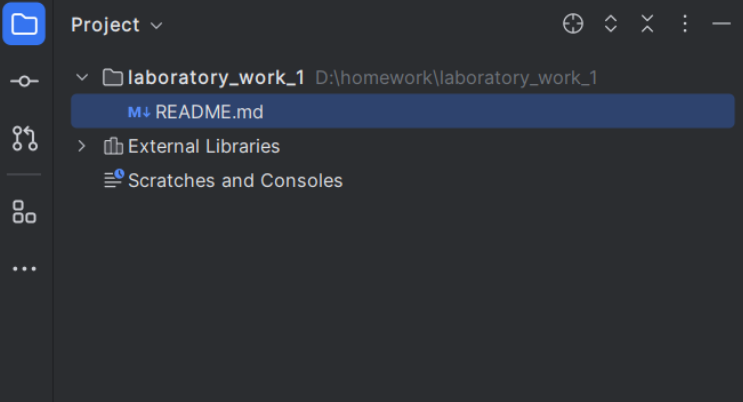 Project
laboratory_work_1 D:\homework\laboratory_work_1
M↓ README.md
External Libraries
Scratches and Consoles